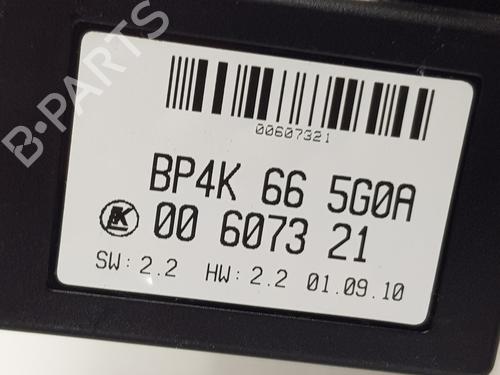 B-PARTS
00607321
BP4K 66 5G0A
00 6073 21
SW: 2.2 HW: 2.2 01.09.10